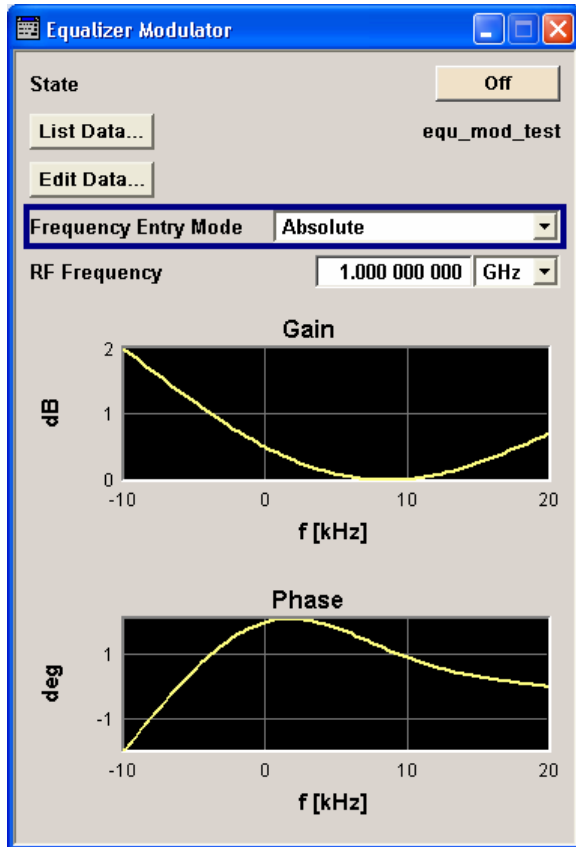 Equalizer Modulator
State
Off
List Data...
equ_mod_test
Edit Data...
Frequency Entry Mode
Absolute
RF Frequency
1.000 000 000
GHz
Gain
2
1
0
dB
-10
0
10
20
f [kHz]
Phase
1
-1
deg
-10
0
10
20
f [kHz]